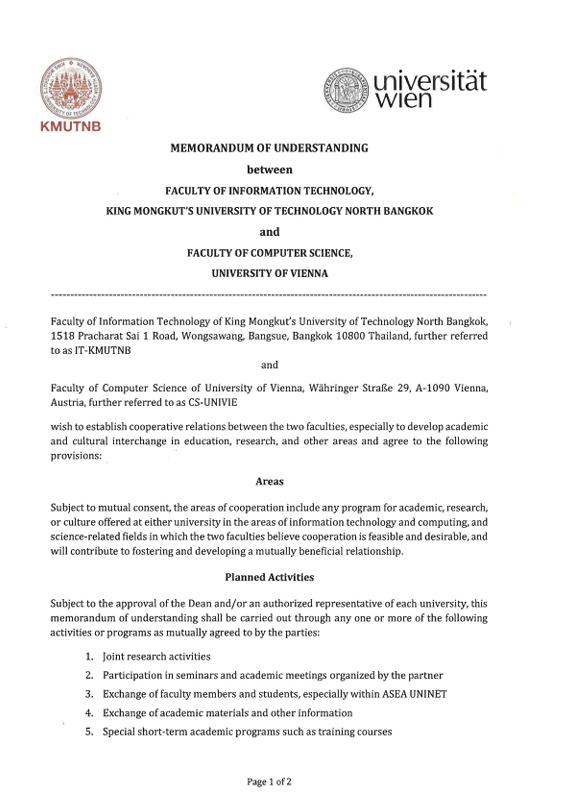 KMUTNB
universität
wien
MEMORANDUM OF UNDERSTANDING
between
FACULTY OF INFORMATION TECHNOLOGY,
KING MONGKUT'S UNIVERSITY OF TECHNOLOGY NORTH BANGKOK
and
FACULTY OF COMPUTER SCIENCE,
UNIVERSITY OF VIENNA
Faculty of Information Technology of King Mongkut's University of Technology North Bangkok,
1518 Pracharat Sai 1 Road, Wongsawang, Bangsue, Bangkok 10800 Thailand, further referred
to as IT-KMUTNB
and
Faculty of Computer Science of University of Vienna, Währinger Straße 29, A-1090 Vienna,
Austria, further referred to as CS-UNIVIE
wish to establish cooperative relations between the two faculties, especially to develop academic
and cultural interchange in education, research, and other areas and agree to the following
provisions:
Areas
Subject to mutual consent, the areas of cooperation include any program for academic, research,
or culture offered at either university in the areas of information technology and computing, and
science-related fields in which the two faculties believe cooperation is feasible and desirable, and
will contribute to fostering and developing a mutually beneficial relationship.
Planned Activities
Subject to the approval of the Dean and/or an authorized representative of each university, this
memorandum of understanding shall be carried out through any one or more of the following
activities or programs as mutually agreed to by the parties:
1. Joint research activities
2. Participation in seminars and academic meetings organized by the partner
3. Exchange of faculty members and students, especially within ASEA UNINET
4. Exchange of academic materials and other information
5. Special short-term academic programs such as training courses
Page 1 of 2